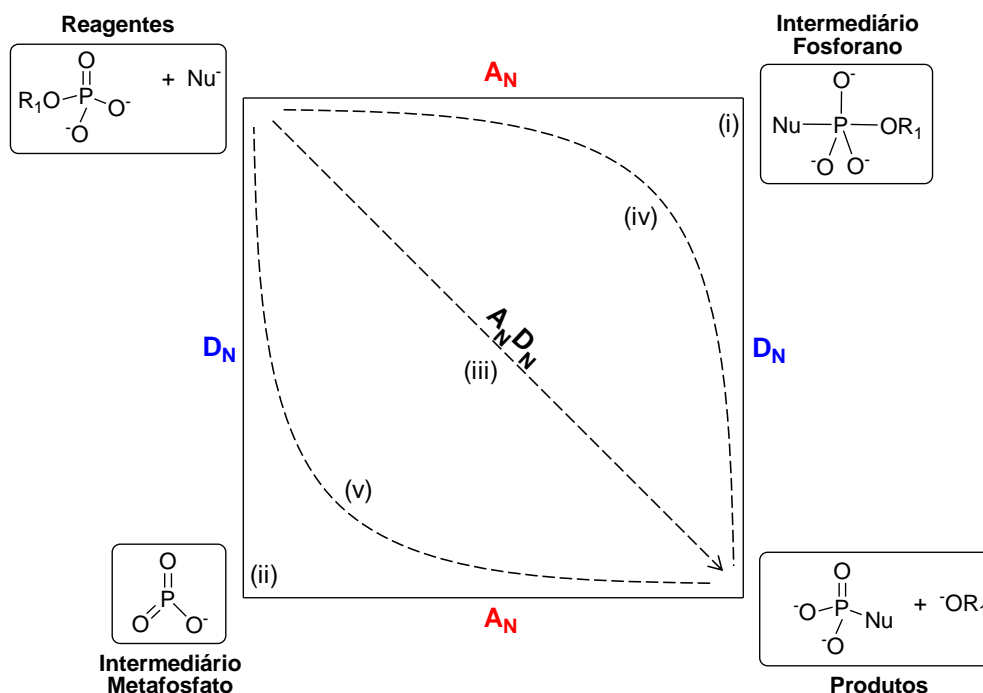 Reagentes
O
P
R1O
O-
-O
+ Nu-
AN
Intermediário
Fosforano
O-
Nu
P
OR1
-O
O-
(i)
(iv)
DN
ANDN
(iii)
DN
(v)
(ii)
O
P
O
O-
Intermediário
Metafosfato
AN
O
-O
P
Nu
-O
+ -OR1
Produtos